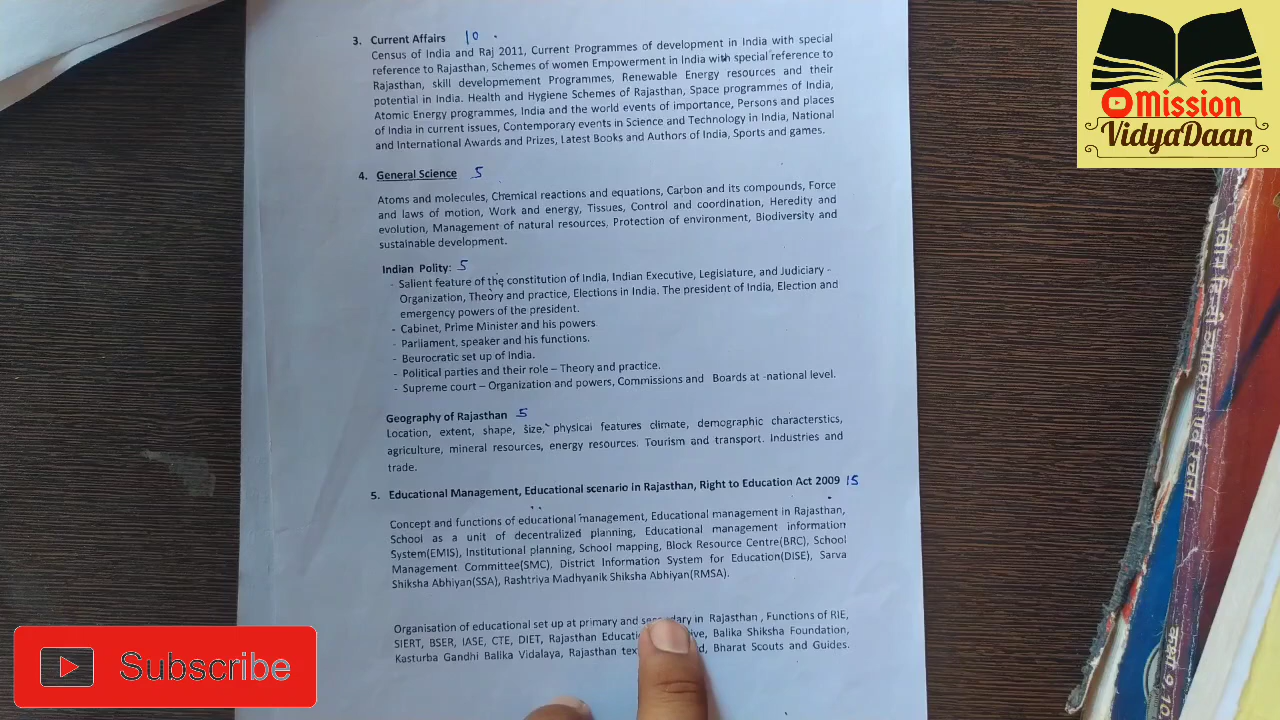 3. Current Affairs 10
Census of India and Raj 2011, Current Programmes of development in India with special
reference to Rajasthan, Schemes of women Empowerment in India with special reference to
Rajasthan, skill developmement Programmes, Renewable Energy resources and their
potential in India. Health and Hygiene Schemes of Rajasthan, Space programmes of India,
Atomic Energy programmes, India and the world events of importance, Persons and places
of India in current issues, Contemporary events in Science and Technology in India, National
and International Awards and Prizes, Latest Books and Authors of India, Sports and games.
4. General Science 5
Atoms and molecules, Chemical reactions and equations, Carbon and its compounds, Force
and laws of motion, Work and energy, Tissues, Control and coordination, Heredity and
evolution, Management of natural resources, Protection of environment, Biodiversity and
sustainable development.
Indian Polity: 5
- Salient feature of the constitution of India, Indian Executive, Legislature, and Judiciary -
Organization, Theory and practice, Elections in India. The president of India, Election and
emergency powers of the president.
- Cabinet, Prime Minister and his powers
- Parliament, speaker and his functions.
- Beurocratic set up of India.
- Political parties and their role – Theory and practice.
- Supreme court – Organization and powers, Commissions and Boards at -national level.
Geography of Rajasthan 5
Location, extent, shape, size, physical features climate, demographic characterstics,
agriculture, mineral resources, energy resources. Tourism and transport. Industries and
trade.
5. Educational Management, Educational scenario in Rajasthan, Right to Education Act 2009 15
Concept and functions of educational management, Educational management in Rajasthan,
School as a unit of decentralized planning, Educational management information
System(EMIS), Institutional planning, School mapping, Block Resource Centre(BRC), School
Management Committee(SMC), District Information System for Education(DISE), Sarva
Shiksha Abhiyan(SSA), Rashtriya Madhyanik Shiksha Abhiyan(RMSA).
Organisation of educational set up at primary and secondary in Rajasthan , Functions of RIE,
SIERT, BSER, IASE, CTE, DIET, Rajasthan Balika Shiksha Foundation,
Kasturba Gandhi Balika Vidalaya, Rajasthan Bharat Scouts and Guides.
Mission
VidyaDaan
Subscribe